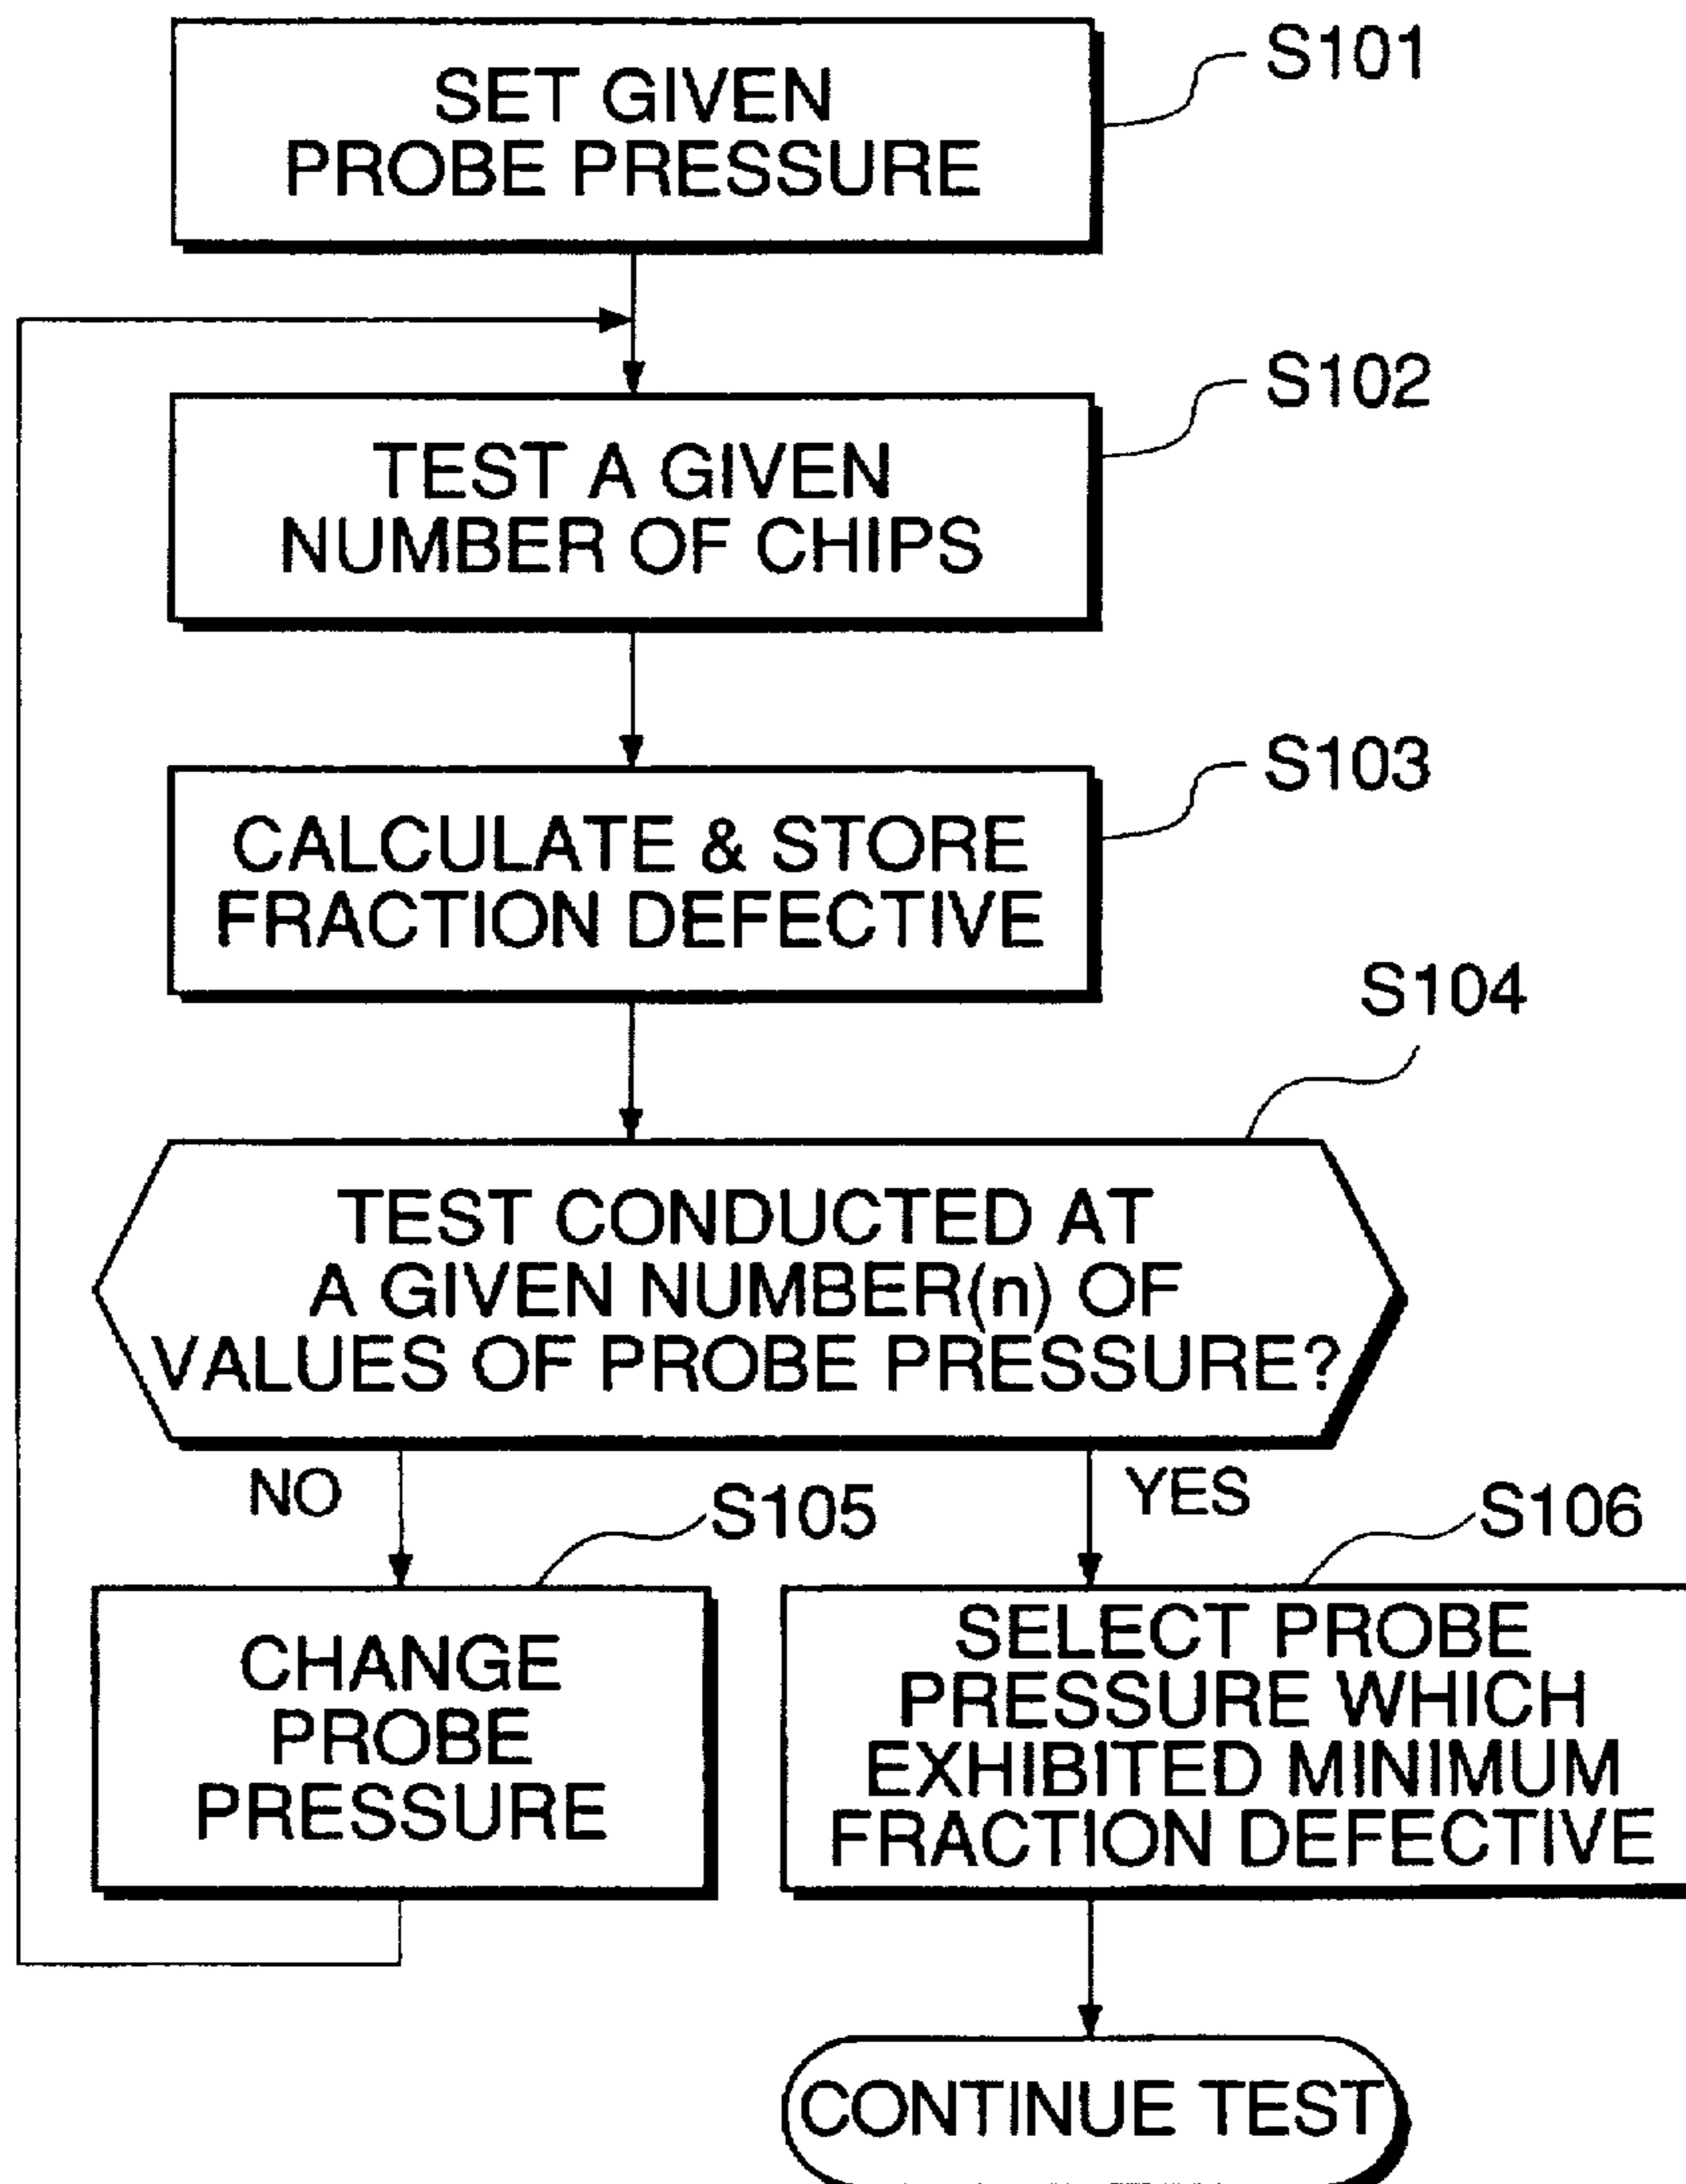 SET GIVEN
PROBE PRESSURE
S101
TEST A GIVEN
NUMBER OF CHIPS
S102
CALCULATE & STORE
FRACTION DEFECTIVE
S103
TEST CONDUCTED AT
A GIVEN NUMBER(n) OF
VALUES OF PROBE PRESSURE?
S104
NO
YES
CHANGE
PROBE
PRESSURE
S105
SELECT PROBE
PRESSURE WHICH
EXHIBITED MINIMUM
FRACTION DEFECTIVE
S106
CONTINUE TEST